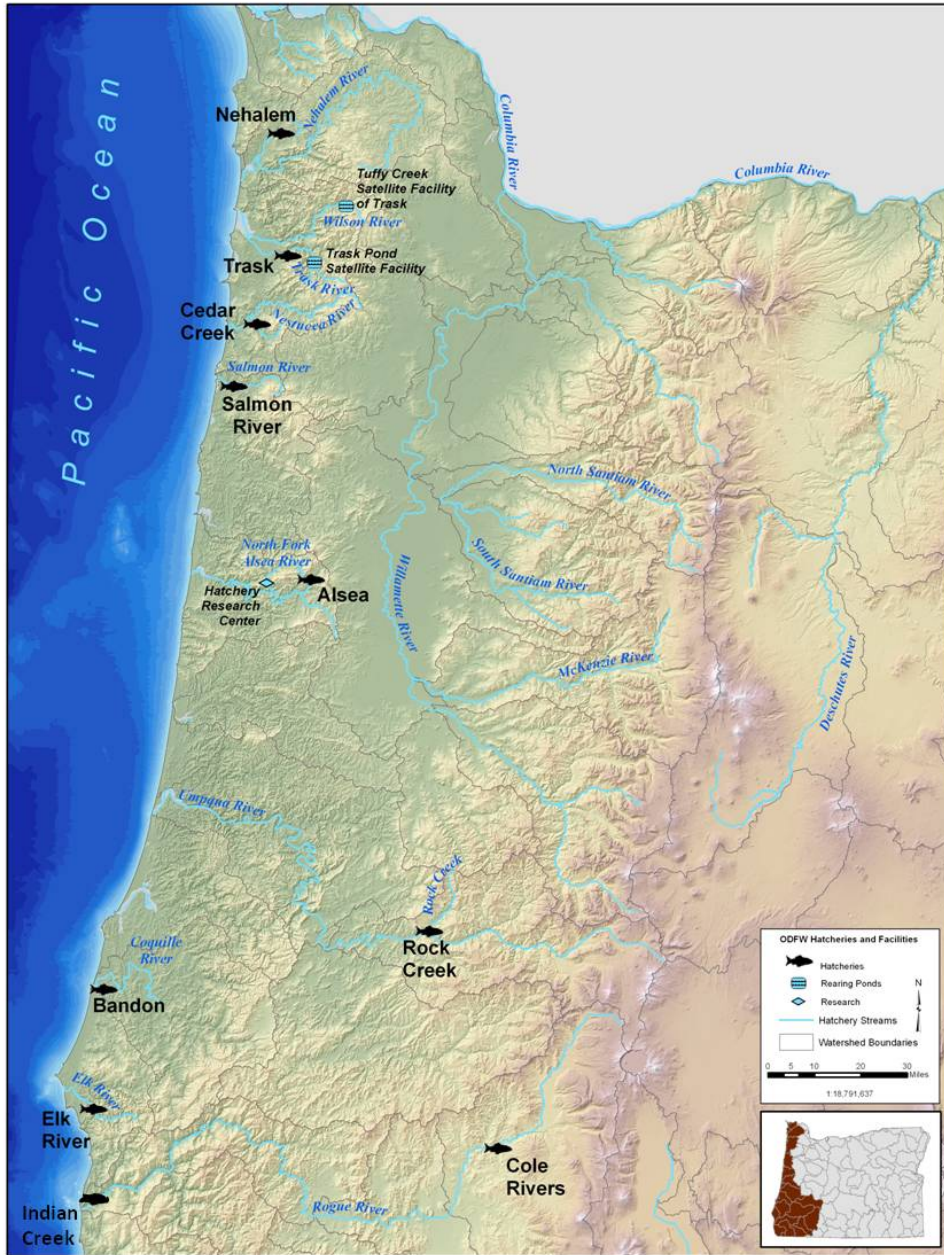 Pacific Ocean
Nehalem
Nehalem River
Columbia River
Columbia River
Tuffy Creek
Satellite Facility
of Trask
Wilson River
Trask
Trask Pond
Satellite Facility
Trask River
Cedar
Creek
Nestucca River
Salmon River
Salmon
River
North Santiam River
South Santiam River
North Fork
Alsea River
Alsea
Hatchery
Research
Center
Willamette River
McKenzie River
Deschutes River
Umpqua River
Rock Creek
Rock
Creek
Coquille
River
Bandon
Elk River
Elk
River
Cole
Rivers
Indian
Creek
Rogue River
ODFW Hatcheries and Facilities
Hatcheries
Rearing Ponds
Research
Hatchery Streams
Watershed Boundaries
N
0 5 10 20 30
Miles
1:18,791,637